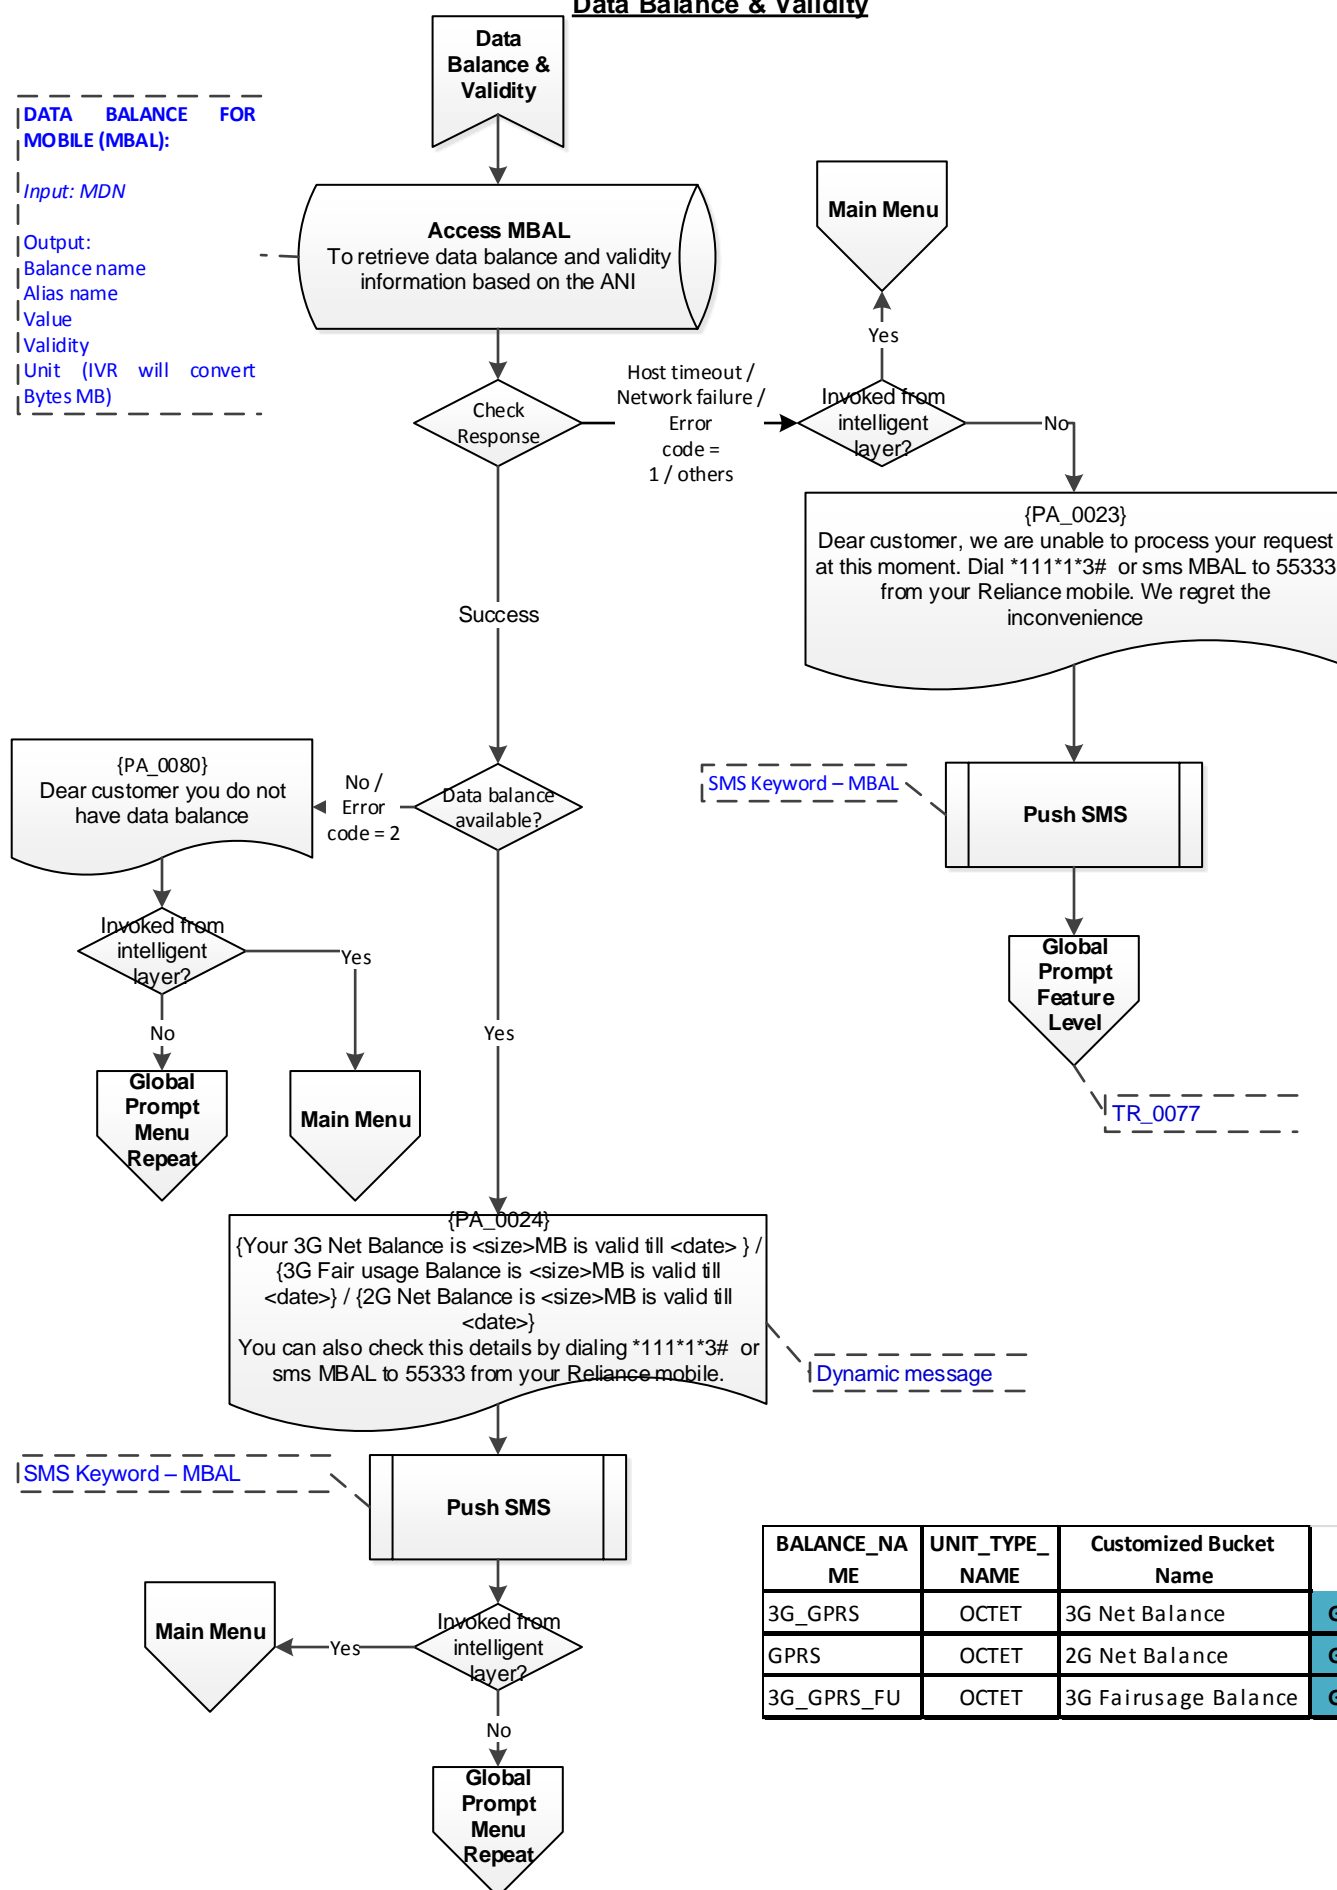 Data Balance & Validity
Data
Balance &
Validity
DATA BALANCE FOR
MOBILE (MBAL):
Input: MDN
Output:
Balance name
Alias name
Value
Validity
Unit (IVR will convert
Bytes MB)
Access MBAL
To retrieve data balance and validity
information based on the ANI
Main Menu
Yes
Check
Response
Host timeout /
Network failure /
Error
code =
1 / others
Invoked from
intelligent
layer?
No
{PA_0023}
Dear customer, we are unable to process your request
at this moment. Dial *111*1*3# or sms MBAL to 55333
from your Reliance mobile. We regret the
inconvenience
Success
{PA_0080}
Dear customer you do not
have data balance
No /
Error
code = 2
Data balance
available?
SMS Keyword – MBAL
Push SMS
Invoked from
intelligent
layer?
Yes
No
Yes
Global
Prompt
Feature
Level
Global
Prompt
Menu
Repeat
Main Menu
TR_0077
{PA_0024}
{Your 3G Net Balance is <size>MB is valid till <date> } /
{3G Fair usage Balance is <size>MB is valid till
<date>} / {2G Net Balance is <size>MB is valid till
<date>}
You can also check this details by dialing *111*1*3# or
sms MBAL to 55333 from your Reliance mobile.
Dynamic message
SMS Keyword – MBAL
Push SMS
Main Menu
Yes
Invoked from
intelligent
layer?
No
Global
Prompt
Menu
Repeat
BALANCE_NA
ME
UNIT_TYPE_
NAME
Customized Bucket
Name
3G_GPRS OCTET 3G Net Balance G
GPRS OCTET 2G Net Balance G
3G_GPRS_FU OCTET 3G Fairusage Balance G